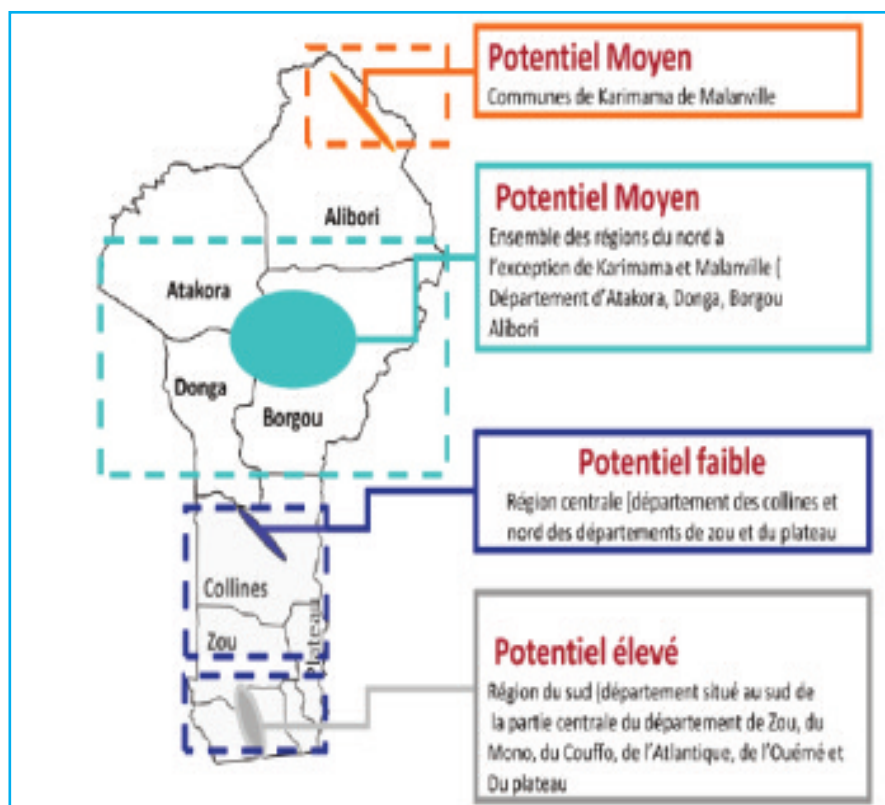 Potentiel Moyen
Communes de Karimama de Malanville
Potentiel Moyen
Ensemble des régions du nord à
l'exception de Karimama et Malanville [
Département d'Atakora, Donga, Borgou
Alibori
Potentiel faible
Région centrale [département des collines et
nord des départements de zou et du plateau
Potentiel élevé
Région du sud [département situé au sud de
la partie centrale du département de Zou, du
Mono, du Couffo, de l'Atlantique, de l'Ouémé et
Du plateau
Alibori
Atakora
Donga
Borgou
Collines
Zou
Plateau